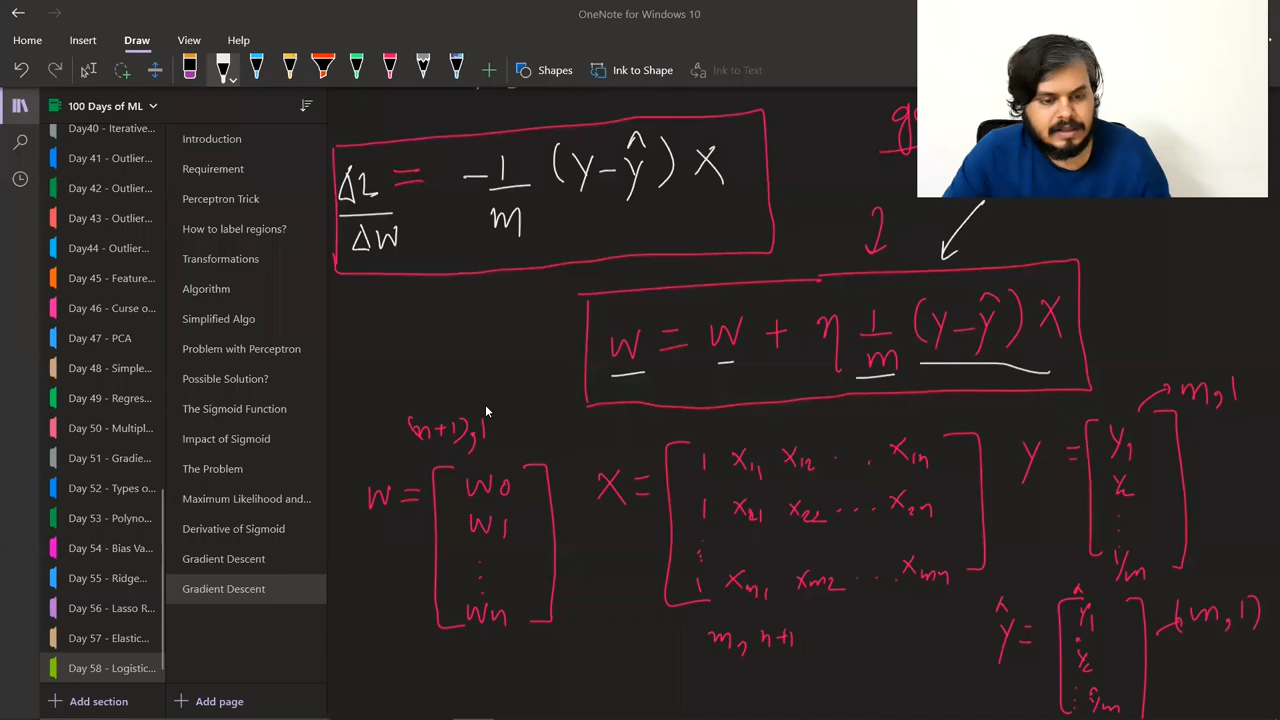 OneNote for Windows 10
Home Insert Draw View Help
Shapes Ink to Shape Ink to Text
100 Days of ML
Day40 - Iterative...
Day 41 - Outlier...
Day 42 - Outlier...
Day 43 - Outlier...
Day44 - Outlier...
Day 45 - Feature...
Day 46 - Curse o...
Day 47 - PCA
Day 48 - Simple...
Day 49 - Regres...
Day 50 - Multipl...
Day 51 - Gradie...
Day 52 - Types o...
Day 53 - Polyno...
Day 54 - Bias Va...
Day 55 - Ridge...
Day 56 - Lasso R...
Day 57 - Elastic...
Day 58 - Logistic...
Add section
Introduction
Requirement
Perceptron Trick
How to label regions?
Transformations
Algorithm
Simplified Algo
Problem with Perceptron
Possible Solution?
The Sigmoid Function
Impact of Sigmoid
The Problem
Maximum Likelihood and...
Derivative of Sigmoid
Gradient Descent
Gradient Descent
Add page
ΔL/ΔW = -1/m (y-ŷ) X
W = W + η 1/m (y-ŷ) X
(n+1), 1
W = [W0 W1 ⋮ Wn]
X = [1 X11 X12 .. X1n
1 X21 X22 ... X2n
⋮
1 Xm1 Xm2 ... Xmn]
m, n+1
Y = [y1 y2 ⋮ ym] → m, 1
ŷ = [ŷ1 ŷ2 ⋮ ŷm] → (m, 1)